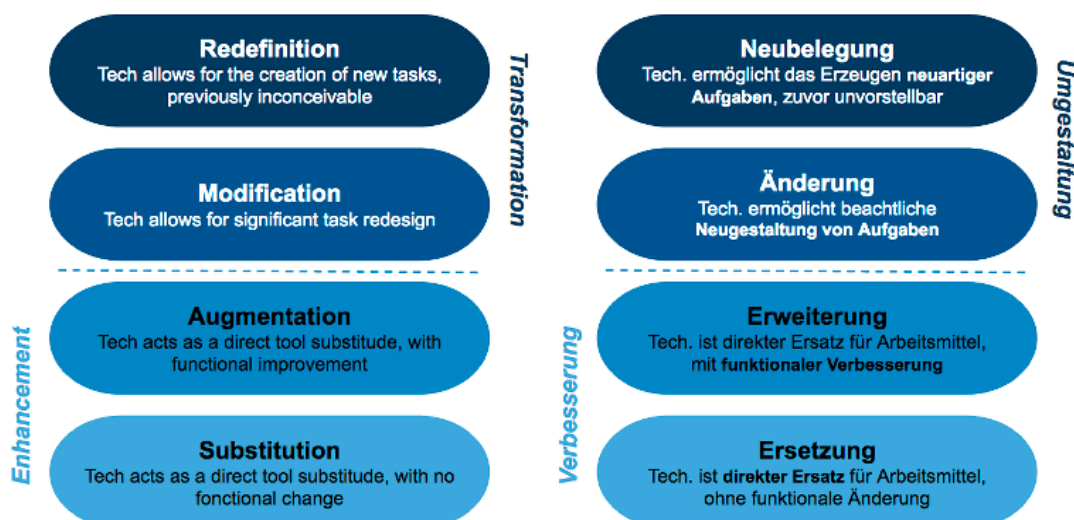 Redefinition
Tech allows for the creation of new tasks,
previously inconceivable
Modification
Tech allows for significant task redesign
Transformation
Augmentation
Tech acts as a direct tool substitude, with
functional improvement
Substitution
Tech acts as a direct tool substitude, with no
fonctional change
Enhancement
Neubelegung
Tech. ermöglicht das Erzeugen neuartiger
Aufgaben, zuvor unvorstellbar
Änderung
Tech. ermöglicht beachtliche
Neugestaltung von Aufgaben
Umgestaltung
Erweiterung
Tech. ist direkter Ersatz für Arbeitsmittel,
mit funktionaler Verbesserung
Ersetzung
Tech. ist direkter Ersatz für Arbeitsmittel,
ohne funktionale Änderung
Verbesserung